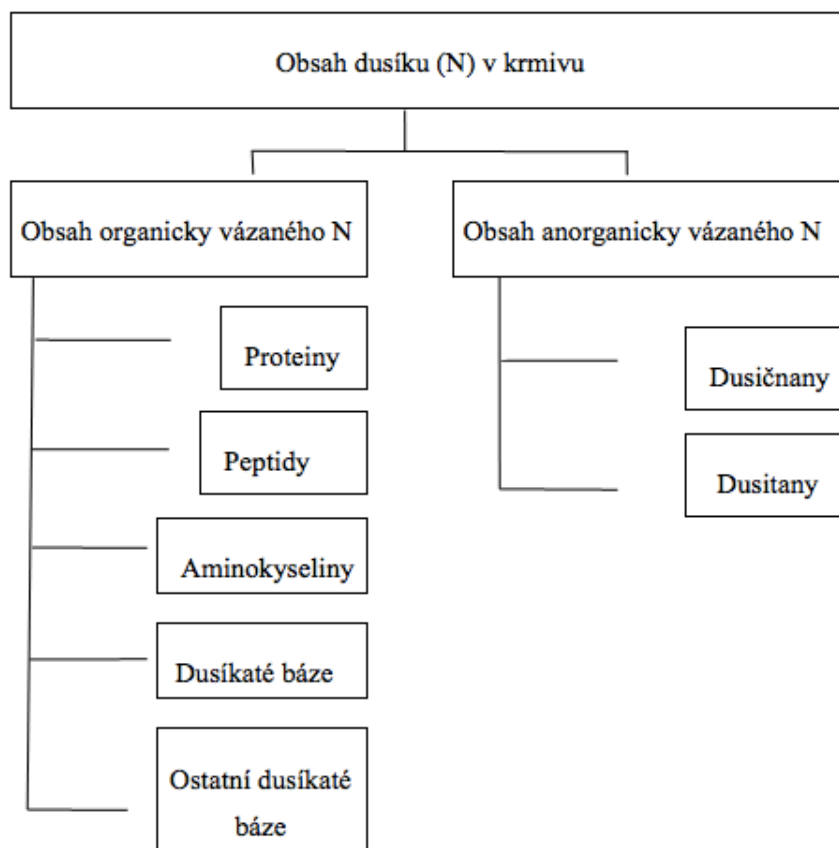 Obsah dusíku (N) v krmivu
Obsah organicky vázaného N
Obsah anorganicky vázaného N
Proteiny
Peptidy
Aminokyseliny
Dusíkaté báze
Ostatní dusíkaté
báze
Dusičnany
Dusitany